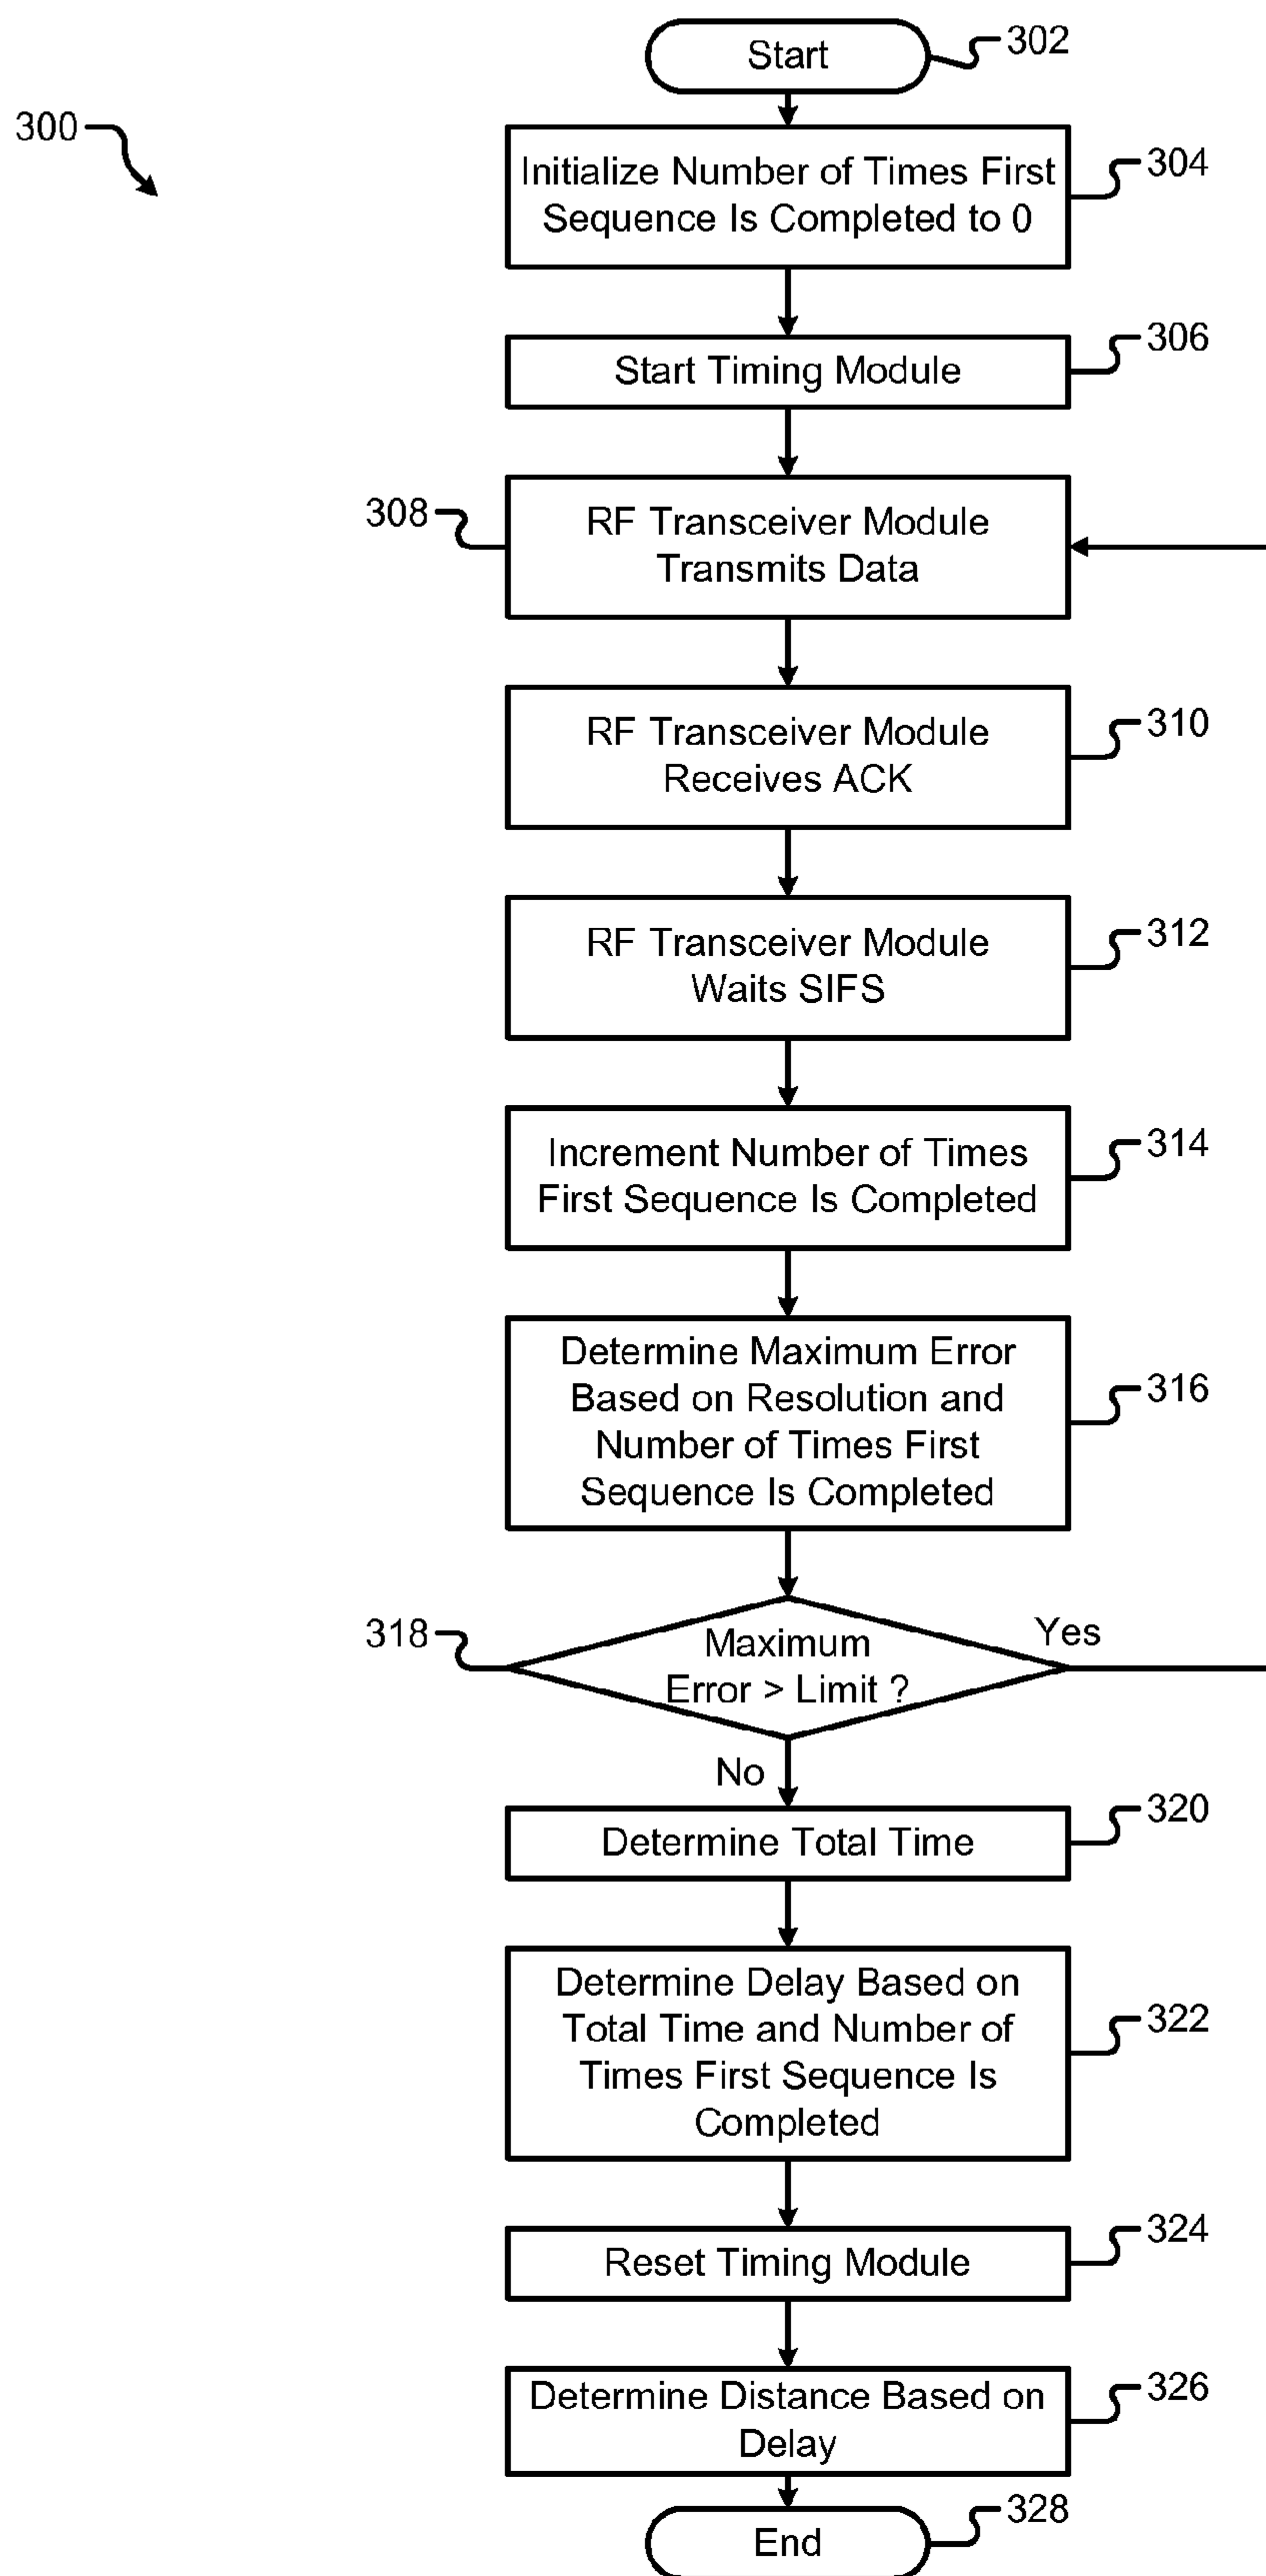 Start
302
300
Initialize Number of Times First
Sequence Is Completed to 0
304
Start Timing Module
306
308
RF Transceiver Module
Transmits Data
RF Transceiver Module
Receives ACK
310
RF Transceiver Module
Waits SIFS
312
Increment Number of Times
First Sequence Is Completed
314
Determine Maximum Error
Based on Resolution and
Number of Times First
Sequence Is Completed
316
318
Maximum
Error > Limit ?
Yes
No
Determine Total Time
320
Determine Delay Based on
Total Time and Number of
Times First Sequence Is
Completed
322
Reset Timing Module
324
Determine Distance Based on
Delay
326
End
328